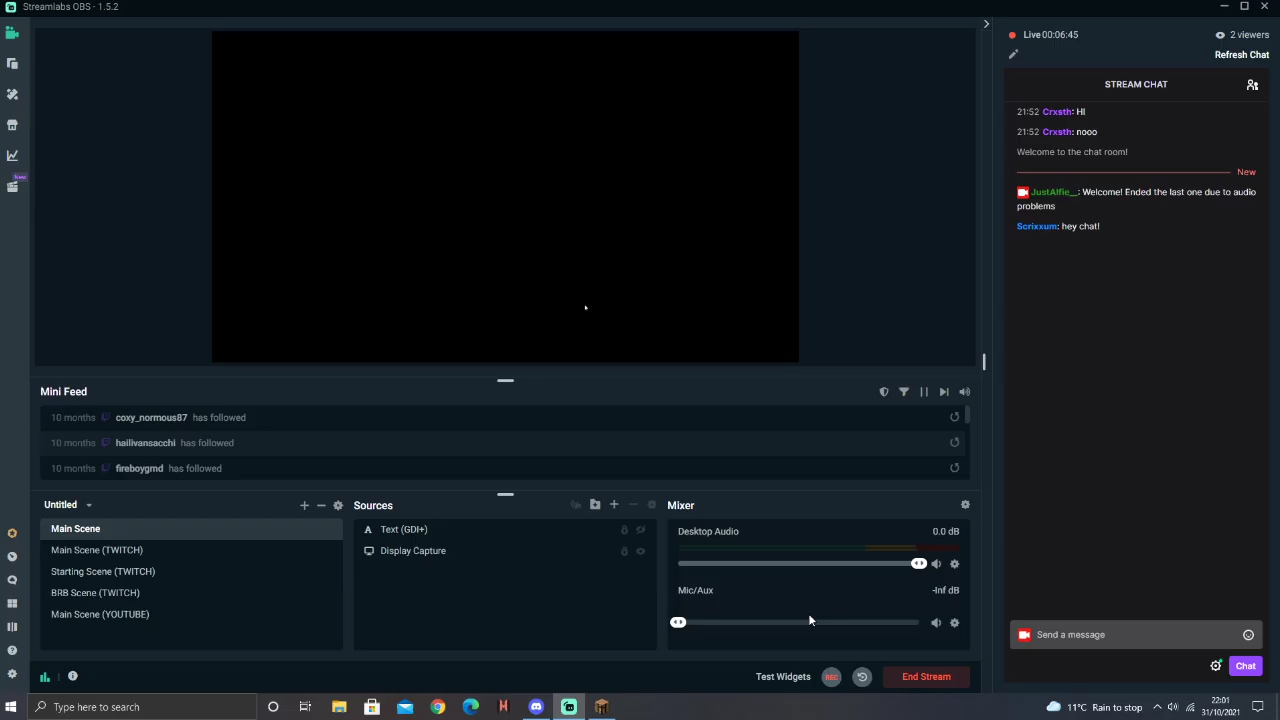 Streamlabs OBS - 1.5.2
Live 00:06:45
2 viewers
Refresh Chat
STREAM CHAT
21:52 Crxsth: HI
21:52 Crxsth: nooo
Welcome to the chat room!
New
JustAlfie__: Welcome! Ended the last one due to audio
problems
Scrixxum: hey chat!
New
Mini Feed
10 months coxy_normous87 has followed
10 months hailivansacchi has followed
10 months fireboygmd has followed
Untitled
Main Scene
Main Scene (TWITCH)
Starting Scene (TWITCH)
BRB Scene (TWITCH)
Main Scene (YOUTUBE)
Sources
A Text (GDI+)
Display Capture
Mixer
Desktop Audio 0.0 dB
Mic/Aux -Inf dB
Test Widgets
REC
End Stream
Send a message
Chat
Type here to search
11°C Rain to stop
22:01
31/10/2021